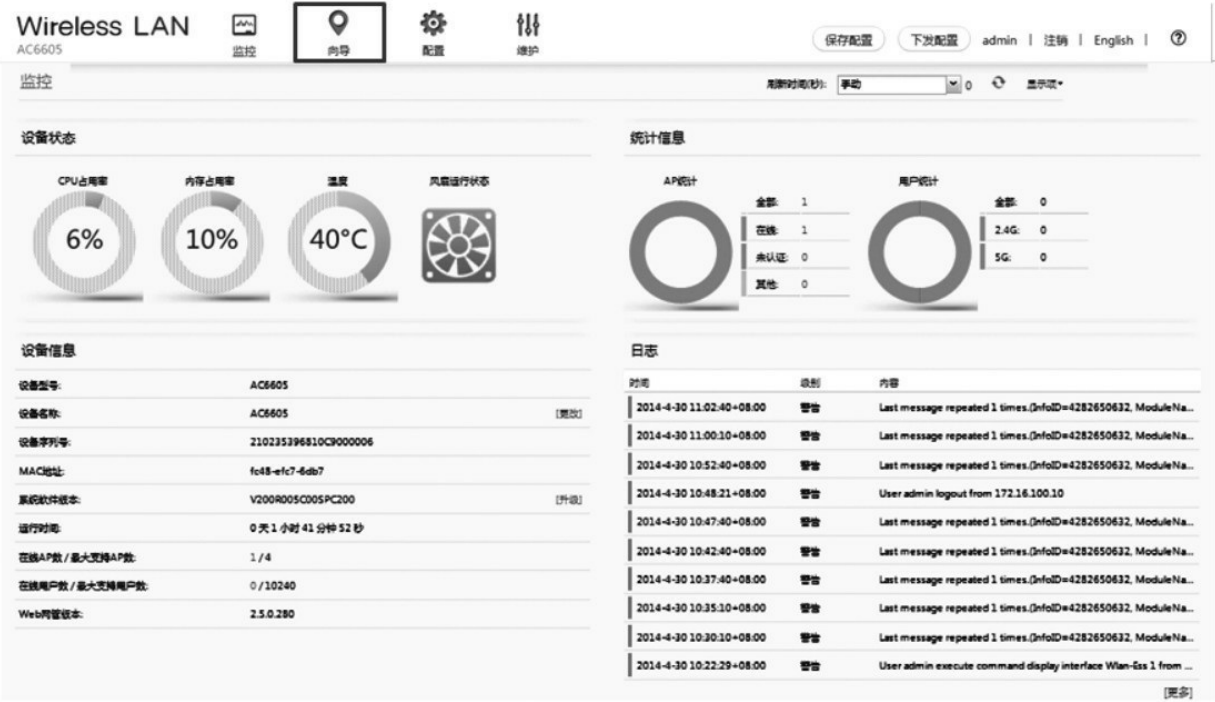 Wireless LAN
AC6605
监控
向导
配置
维护
保存配置
下发配置
admin | 注销 | English |
监控
刷新时间(秒): 手动 0 显示项
设备状态
CPU占用率 内存占用率 温度 风扇运行状态
6% 10% 40°C
统计信息
AP统计
全部: 1
在线: 1
未认证: 0
其他: 0
用户统计
全部: 0
2.4G: 0
5G: 0
设备信息
设备型号: AC6605
设备名称: AC6605 [更改]
设备序列号: 210235396810C9000006
MAC地址: fc48-efc7-6db7
系统软件版本: V200R005C00SPC200 [升级]
运行时间: 0 天 1 小时 41 分钟 52 秒
在线AP数 / 最大支持AP数: 1 / 4
在线用户数 / 最大支持用户数: 0 / 10240
Web网管版本: 2.5.0.280
日志
时间 级别 内容
2014-4-30 11:02:40+08:00 警告 Last message repeated 1 times.(InfoID=4282650632, ModuleNa...
2014-4-30 11:00:10+08:00 警告 Last message repeated 1 times.(InfoID=4282650632, ModuleNa...
2014-4-30 10:52:40+08:00 警告 Last message repeated 1 times.(InfoID=4282650632, ModuleNa...
2014-4-30 10:48:21+08:00 警告 User admin logout from 172.16.100.10
2014-4-30 10:47:40+08:00 警告 Last message repeated 1 times.(InfoID=4282650632, ModuleNa...
2014-4-30 10:42:40+08:00 警告 Last message repeated 1 times.(InfoID=4282650632, ModuleNa...
2014-4-30 10:37:40+08:00 警告 Last message repeated 1 times.(InfoID=4282650632, ModuleNa...
2014-4-30 10:35:10+08:00 警告 Last message repeated 1 times.(InfoID=4282650632, ModuleNa...
2014-4-30 10:30:10+08:00 警告 Last message repeated 1 times.(InfoID=4282650632, ModuleNa...
2014-4-30 10:22:29+08:00 警告 User admin execute command display interface Wlan-Ess 1 from ...
[更多]